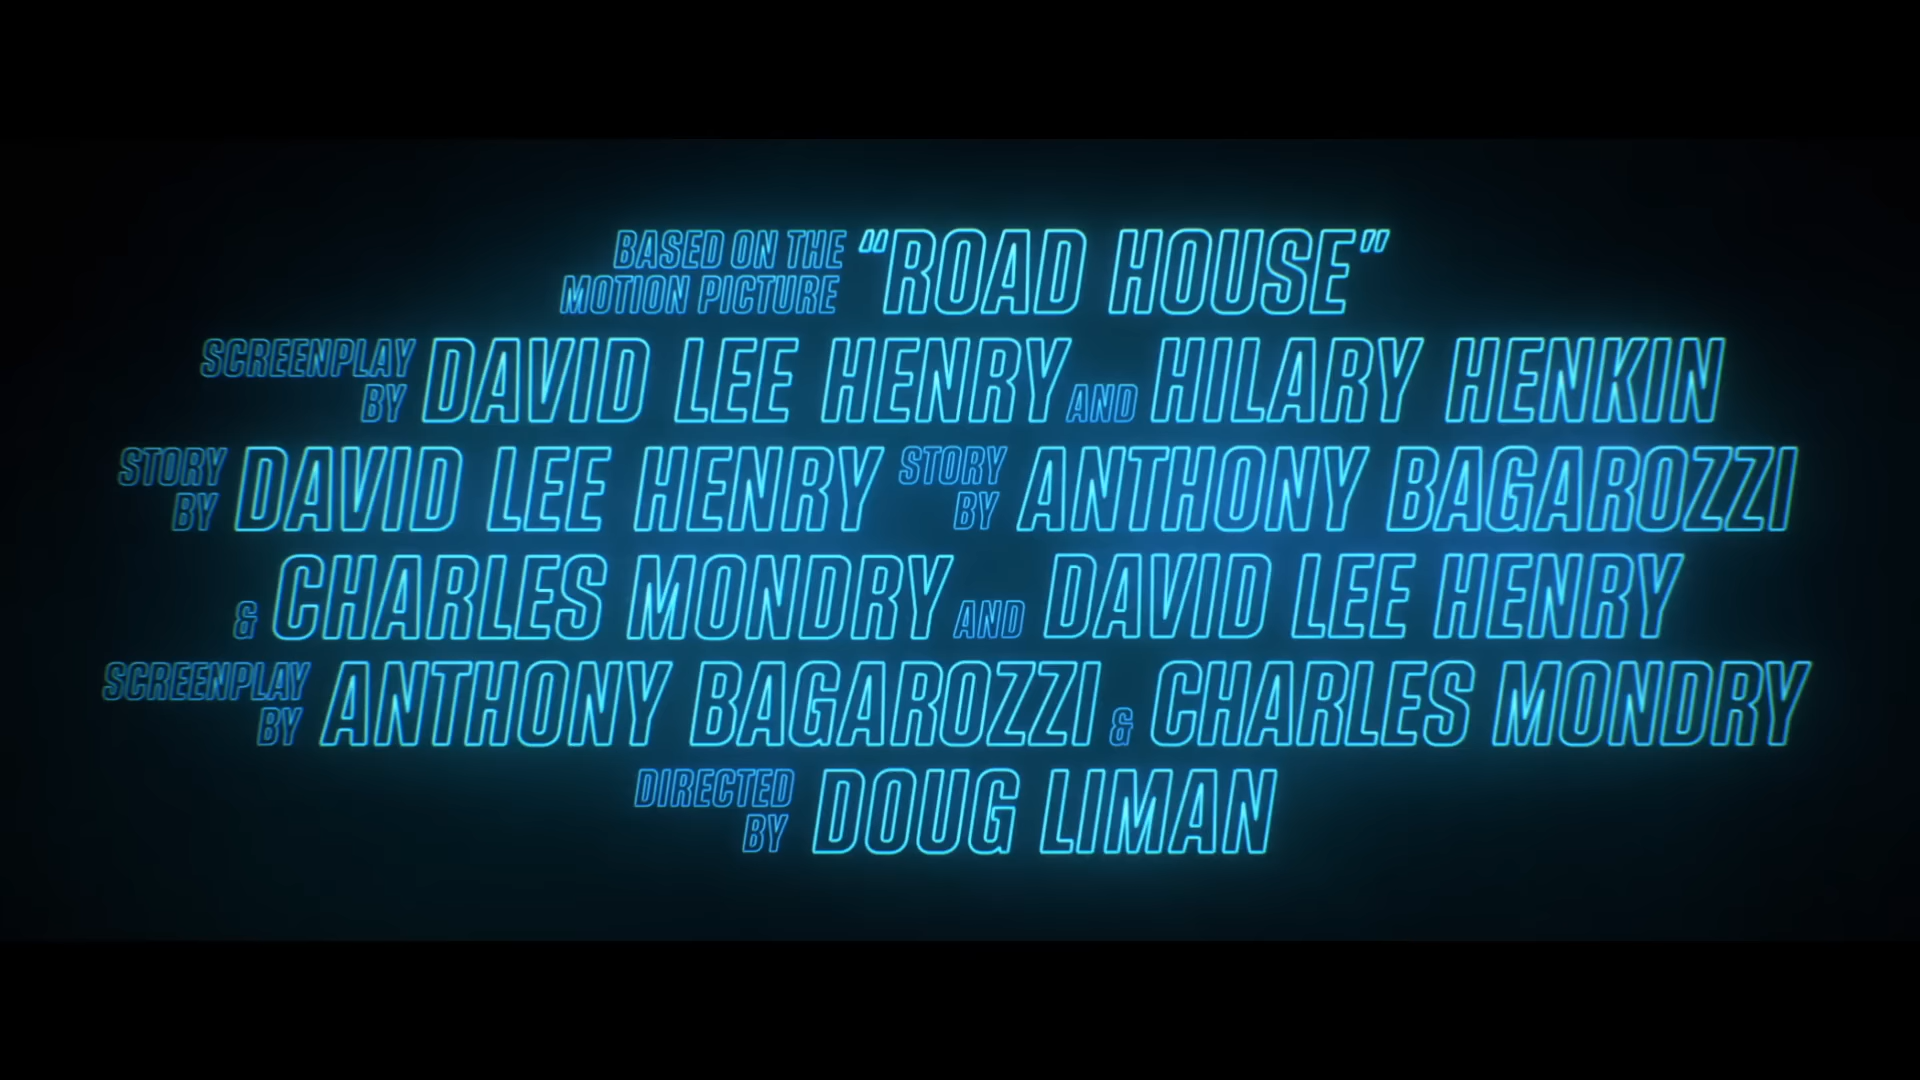 BASED ON THE MOTION PICTURE "ROAD HOUSE"
SCREENPLAY BY DAVID LEE HENRY AND HILARY HENKIN
STORY BY DAVID LEE HENRY STORY BY ANTHONY BAGAROZZI
& CHARLES MONDRY AND DAVID LEE HENRY
SCREENPLAY BY ANTHONY BAGAROZZI & CHARLES MONDRY
DIRECTED BY DOUG LIMAN